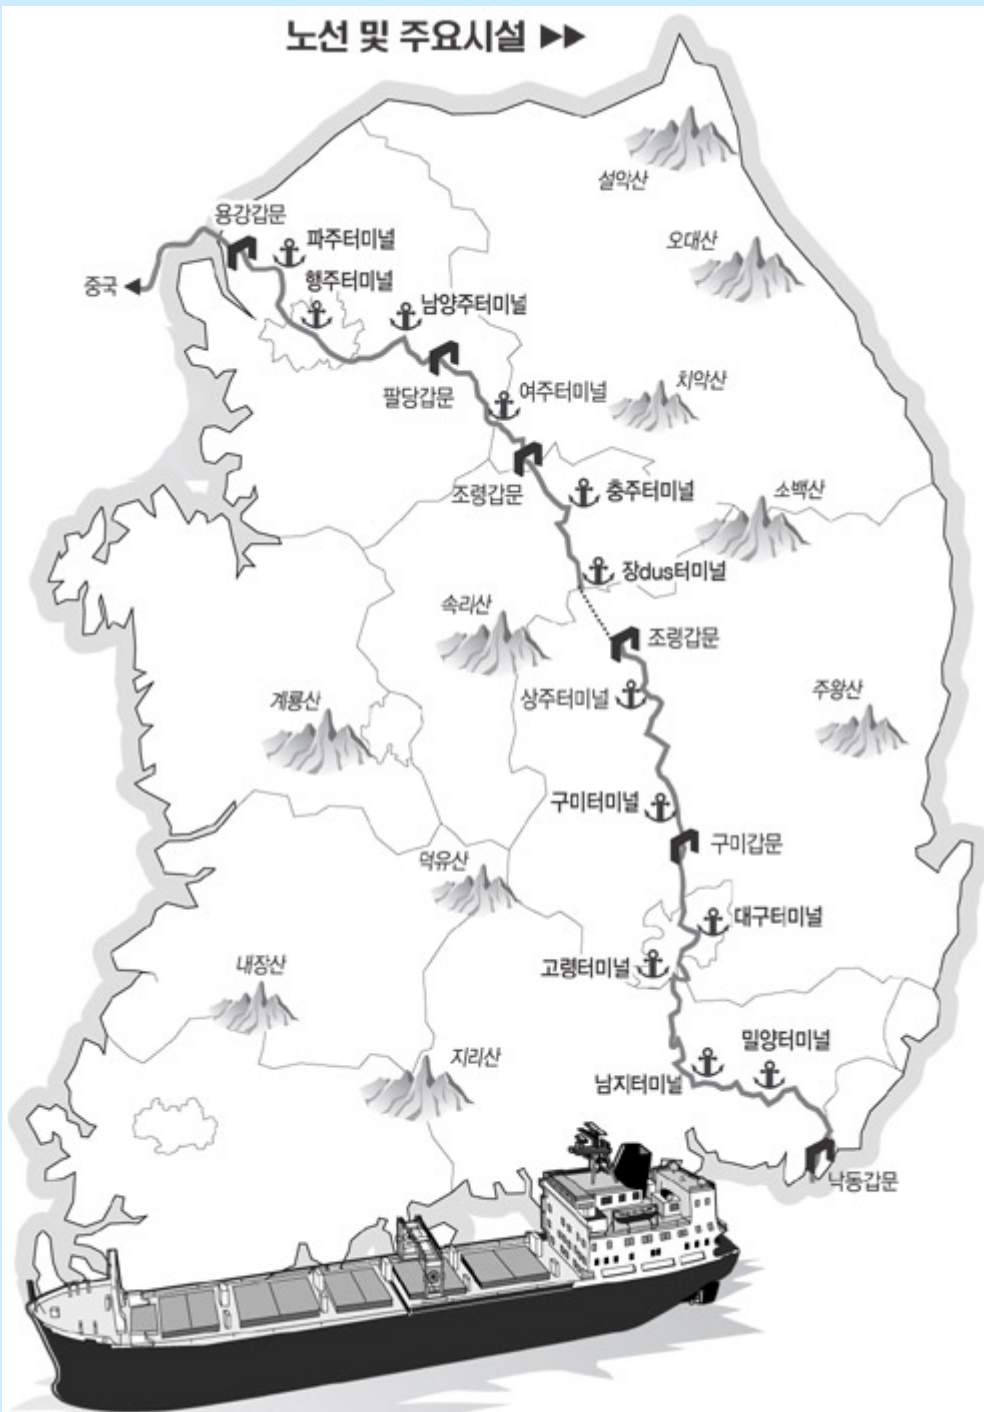 노선 및 주요시설 ▶▶
설악산
용강갑문
파주터미널
오대산
중국
행주터미널
남양주터미널
팔당갑문
여주터미널
치악산
조령갑문
충주터미널
소백산
장dus터미널
속리산
조령갑문
상주터미널
계룡산
주왕산
구미터미널
구미갑문
덕유산
대구터미널
고령터미널
내장산
밀양터미널
지리산
남지터미널
낙동갑문